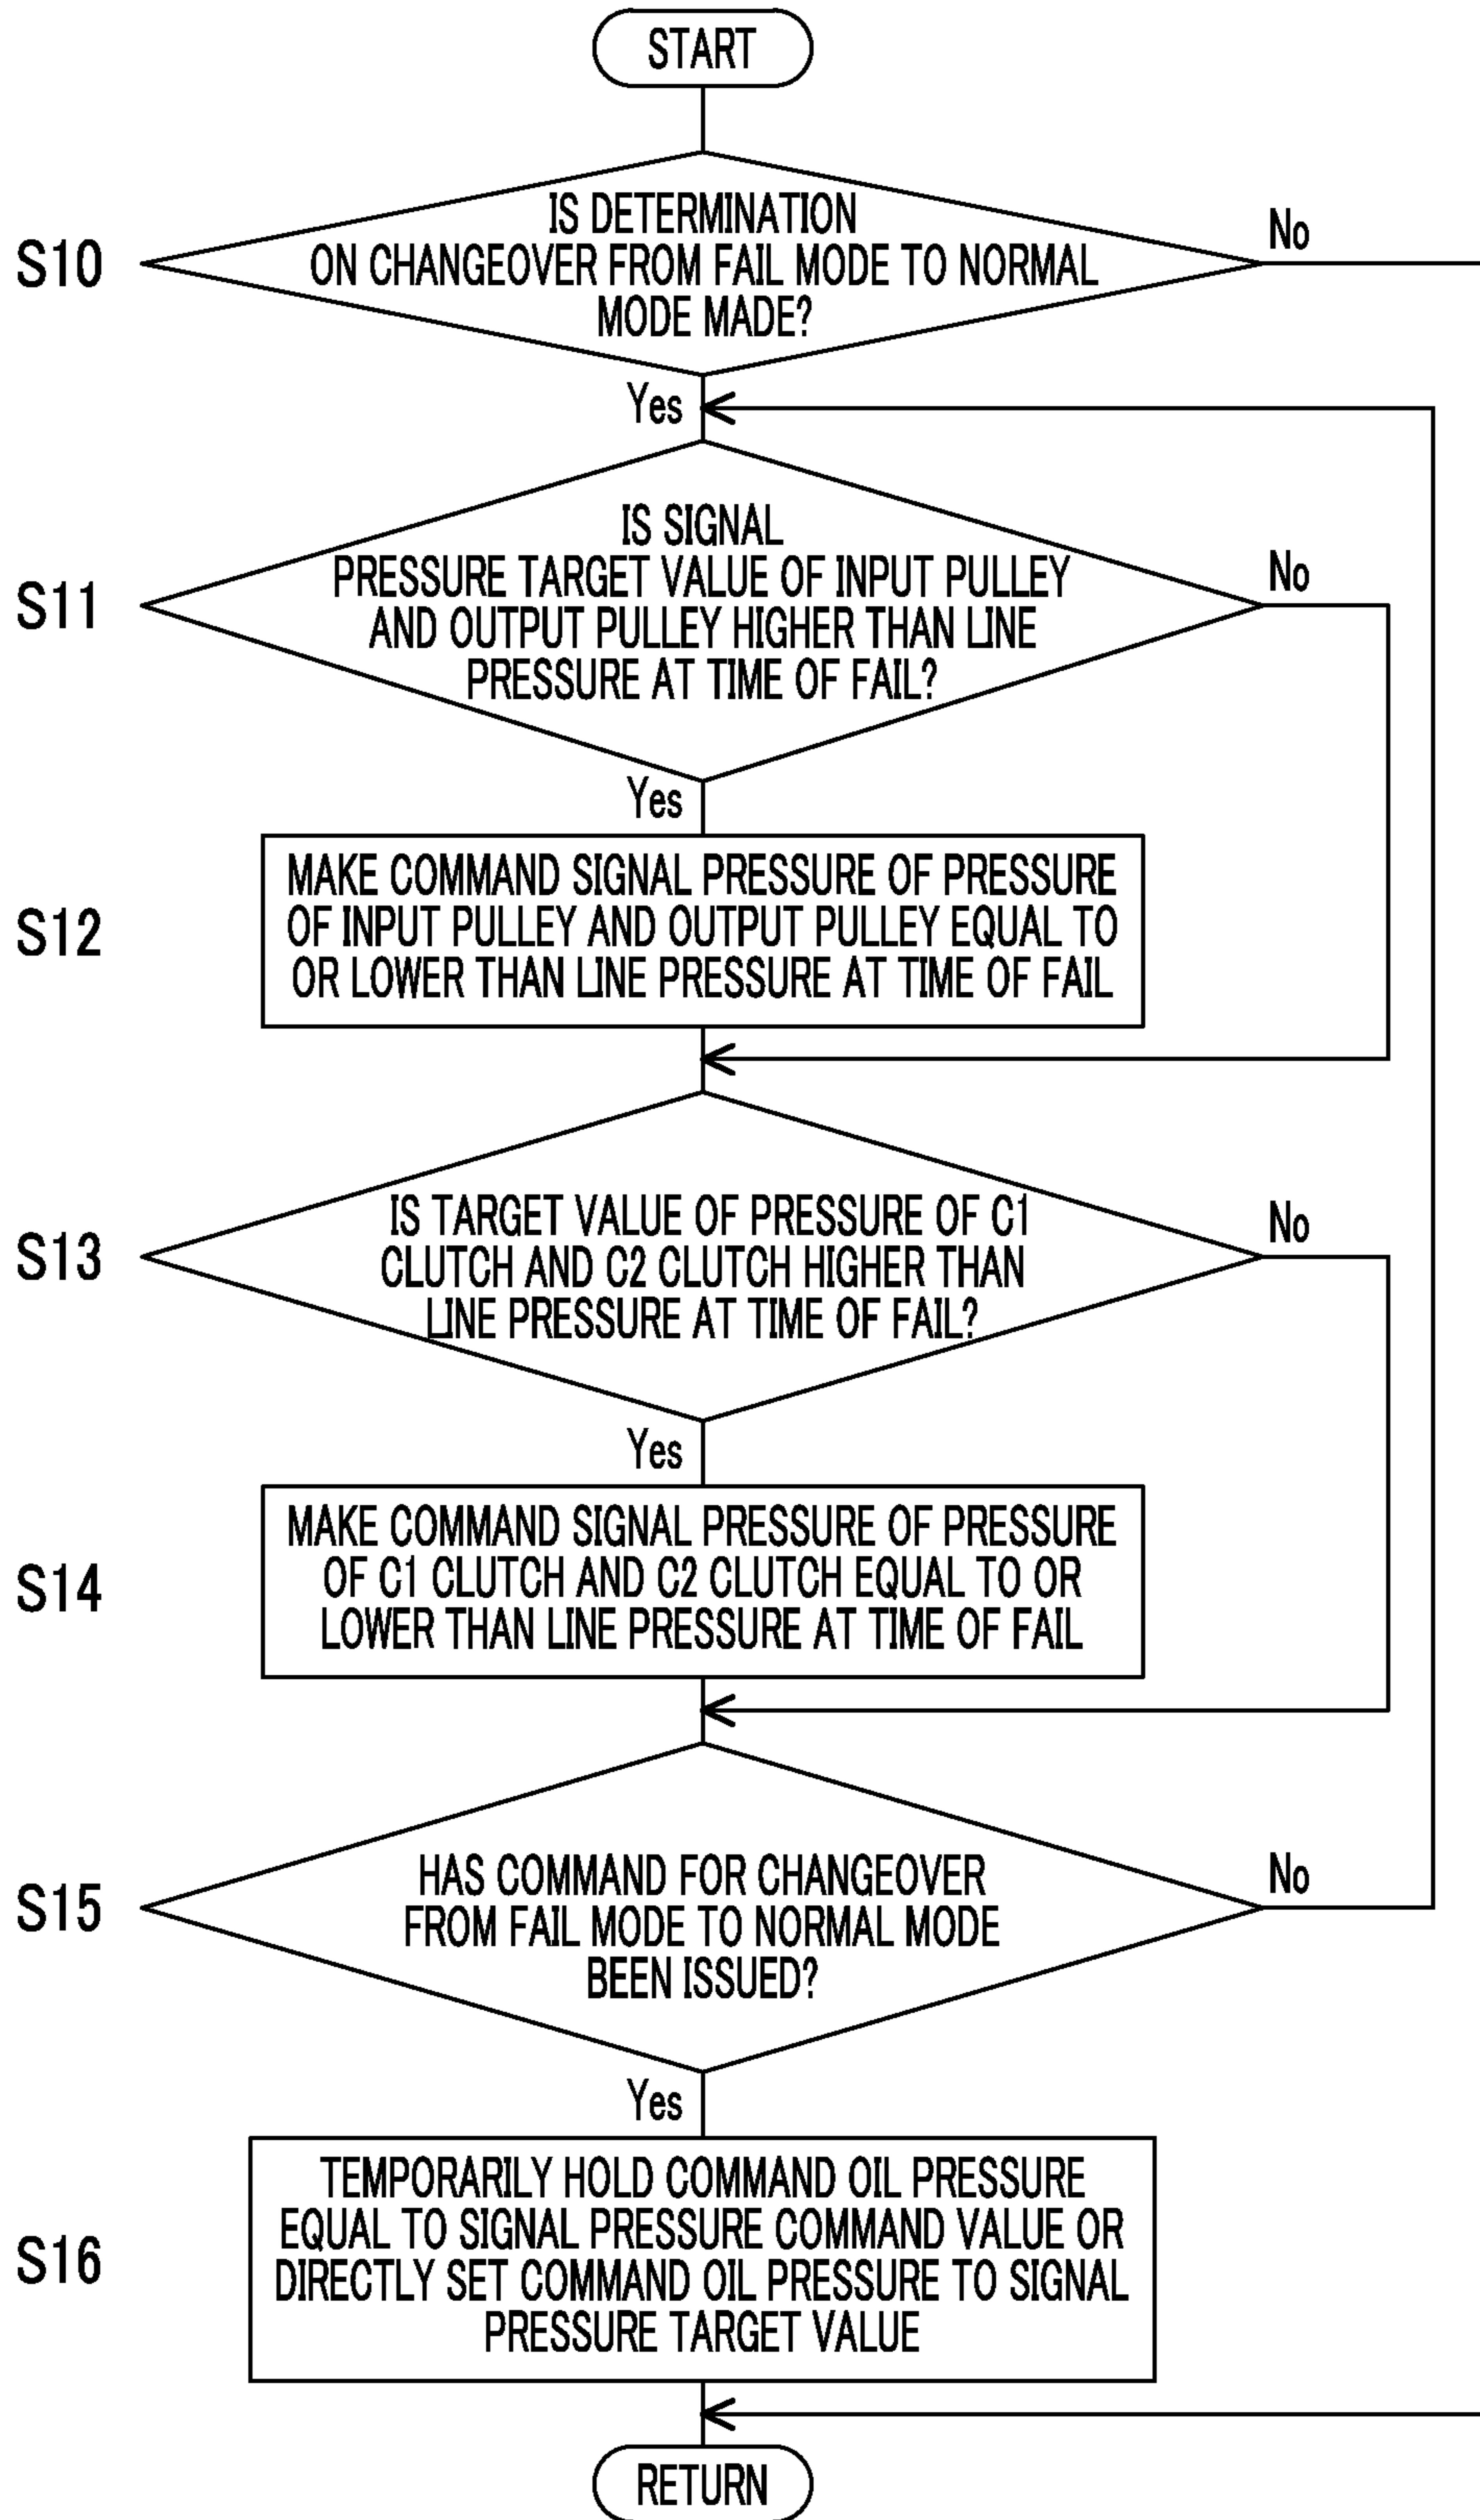 START
S10
IS DETERMINATION
ON CHANGEOVER FROM FAIL MODE TO NORMAL
MODE MADE?
No
Yes
S11
IS SIGNAL
PRESSURE TARGET VALUE OF INPUT PULLEY
AND OUTPUT PULLEY HIGHER THAN LINE
PRESSURE AT TIME OF FAIL?
No
Yes
S12
MAKE COMMAND SIGNAL PRESSURE OF PRESSURE
OF INPUT PULLEY AND OUTPUT PULLEY EQUAL TO
OR LOWER THAN LINE PRESSURE AT TIME OF FAIL
S13
IS TARGET VALUE OF PRESSURE OF C1
CLUTCH AND C2 CLUTCH HIGHER THAN
LINE PRESSURE AT TIME OF FAIL?
No
Yes
S14
MAKE COMMAND SIGNAL PRESSURE OF PRESSURE
OF C1 CLUTCH AND C2 CLUTCH EQUAL TO OR
LOWER THAN LINE PRESSURE AT TIME OF FAIL
S15
HAS COMMAND FOR CHANGEOVER
FROM FAIL MODE TO NORMAL MODE
BEEN ISSUED?
No
Yes
S16
TEMPORARILY HOLD COMMAND OIL PRESSURE
EQUAL TO SIGNAL PRESSURE COMMAND VALUE OR
DIRECTLY SET COMMAND OIL PRESSURE TO SIGNAL
PRESSURE TARGET VALUE
RETURN